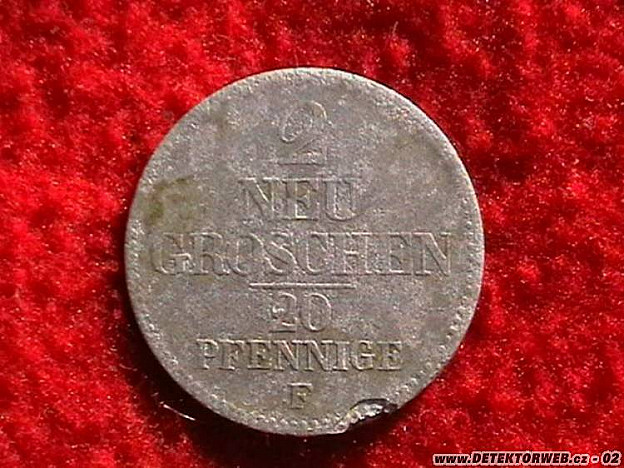 2
NEU
GROSCHEN
20
PFENNIGE
F
www.DETEKTORWEB.cz -02